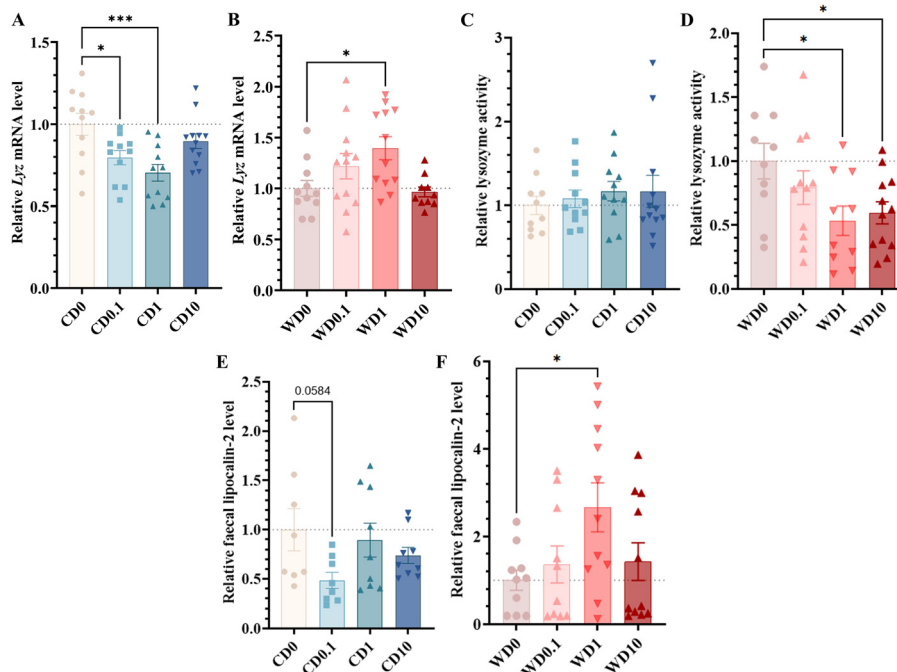 A
Relative Lyz mRNA level
1.5
1.0
0.5
0.0
*
***
CD0
CD0.1
CD1
CD10
B
Relative Lyz mRNA level
2.5
2.0
1.5
1.0
0.5
0.0
*
WD0
WD0.1
WD1
WD10
C
Relative lysozyme activity
3
2
1
0
CD0
CD0.1
CD1
CD10
D
Relative lysozyme activity
2.0
1.5
1.0
0.5
0.0
*
*
WD0
WD0.1
WD1
WD10
E
Relative faecal lipocalin-2 level
2.5
2.0
1.5
1.0
0.5
0.0
0.0584
CD0
CD0.1
CD1
CD10
F
Relative faecal lipocalin-2 level
6
4
2
0
*
WD0
WD0.1
WD1
WD10